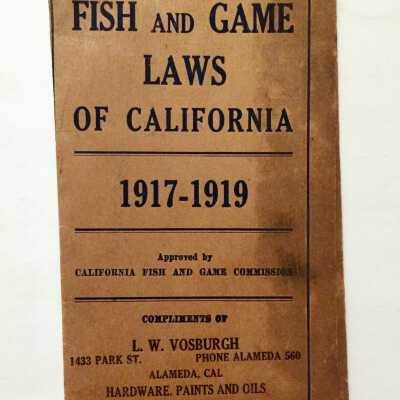 FISH AND GAME
LAWS
OF CALIFORNIA
1917-1919
Approved by
CALIFORNIA FISH AND GAME COMMISSION
COMPLIMENTS OF
L. W. VOSBURGH
1433 PARK ST. PHONE ALAMEDA 560
ALAMEDA, CAL
HARDWARE, PAINTS AND OILS